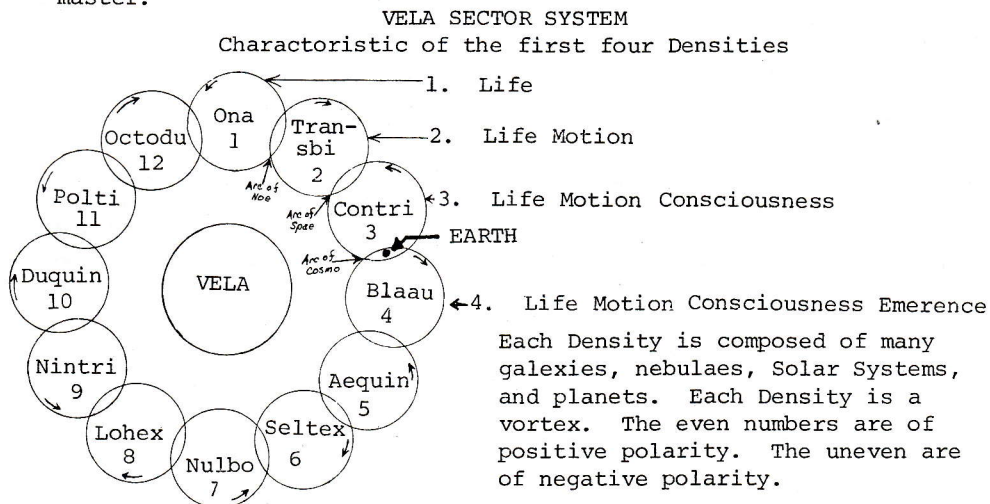 master.
VELA SECTOR SYSTEM
Charactoristic of the first four Densities
1. Life
Ona
1
Tran-
sbi
2
2. Life Motion
Octodu
12
Arc of
Noe
Polti
11
Arc of
Spae
Contri
3
3. Life Motion Consciousness
EARTH
Arc of
Cosmo
VELA
Duquin
10
Blaau
4
4. Life Motion Consciousness Emerence
Each Density is composed of many
galexies, nebulaes, Solar Systems,
and planets. Each Density is a
vortex. The even numbers are of
positive polarity. The uneven are
of negative polarity.
Nintri
9
Aequin
5
Lohex
8
Seltex
6
Nulbo
7